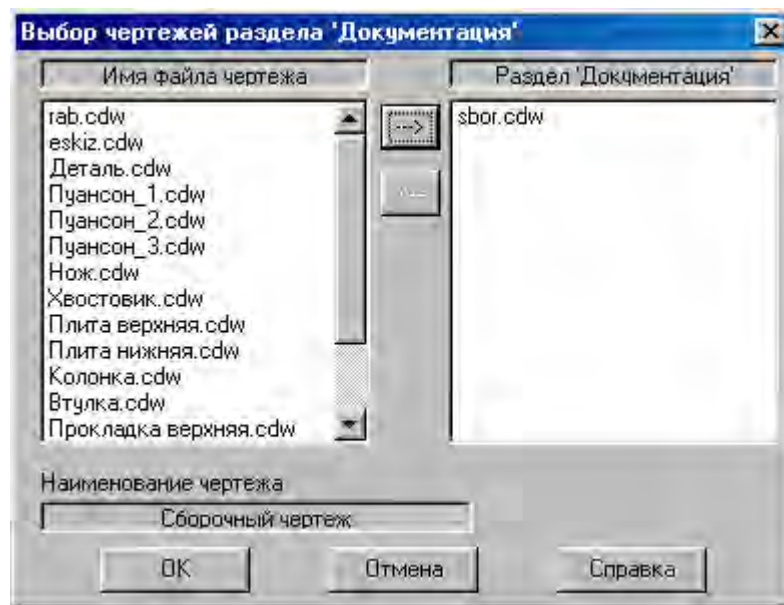 Выбор чертежей раздела 'Документация'
Имя файла чертежа
Раздел 'Документация'
rab.cdw
eskiz.cdw
Деталь.cdw
Пуансон_1.cdw
Пуансон_2.cdw
Пуансон_3.cdw
Нож.cdw
Хвостовик.cdw
Плита верхняя.cdw
Плита нижняя.cdw
Колонка.cdw
Втулка.cdw
Прокладка верхняя.cdw
--->
sbor.cdw
Наименование чертежа
Сборочный чертеж
OK
Отмена
Справка